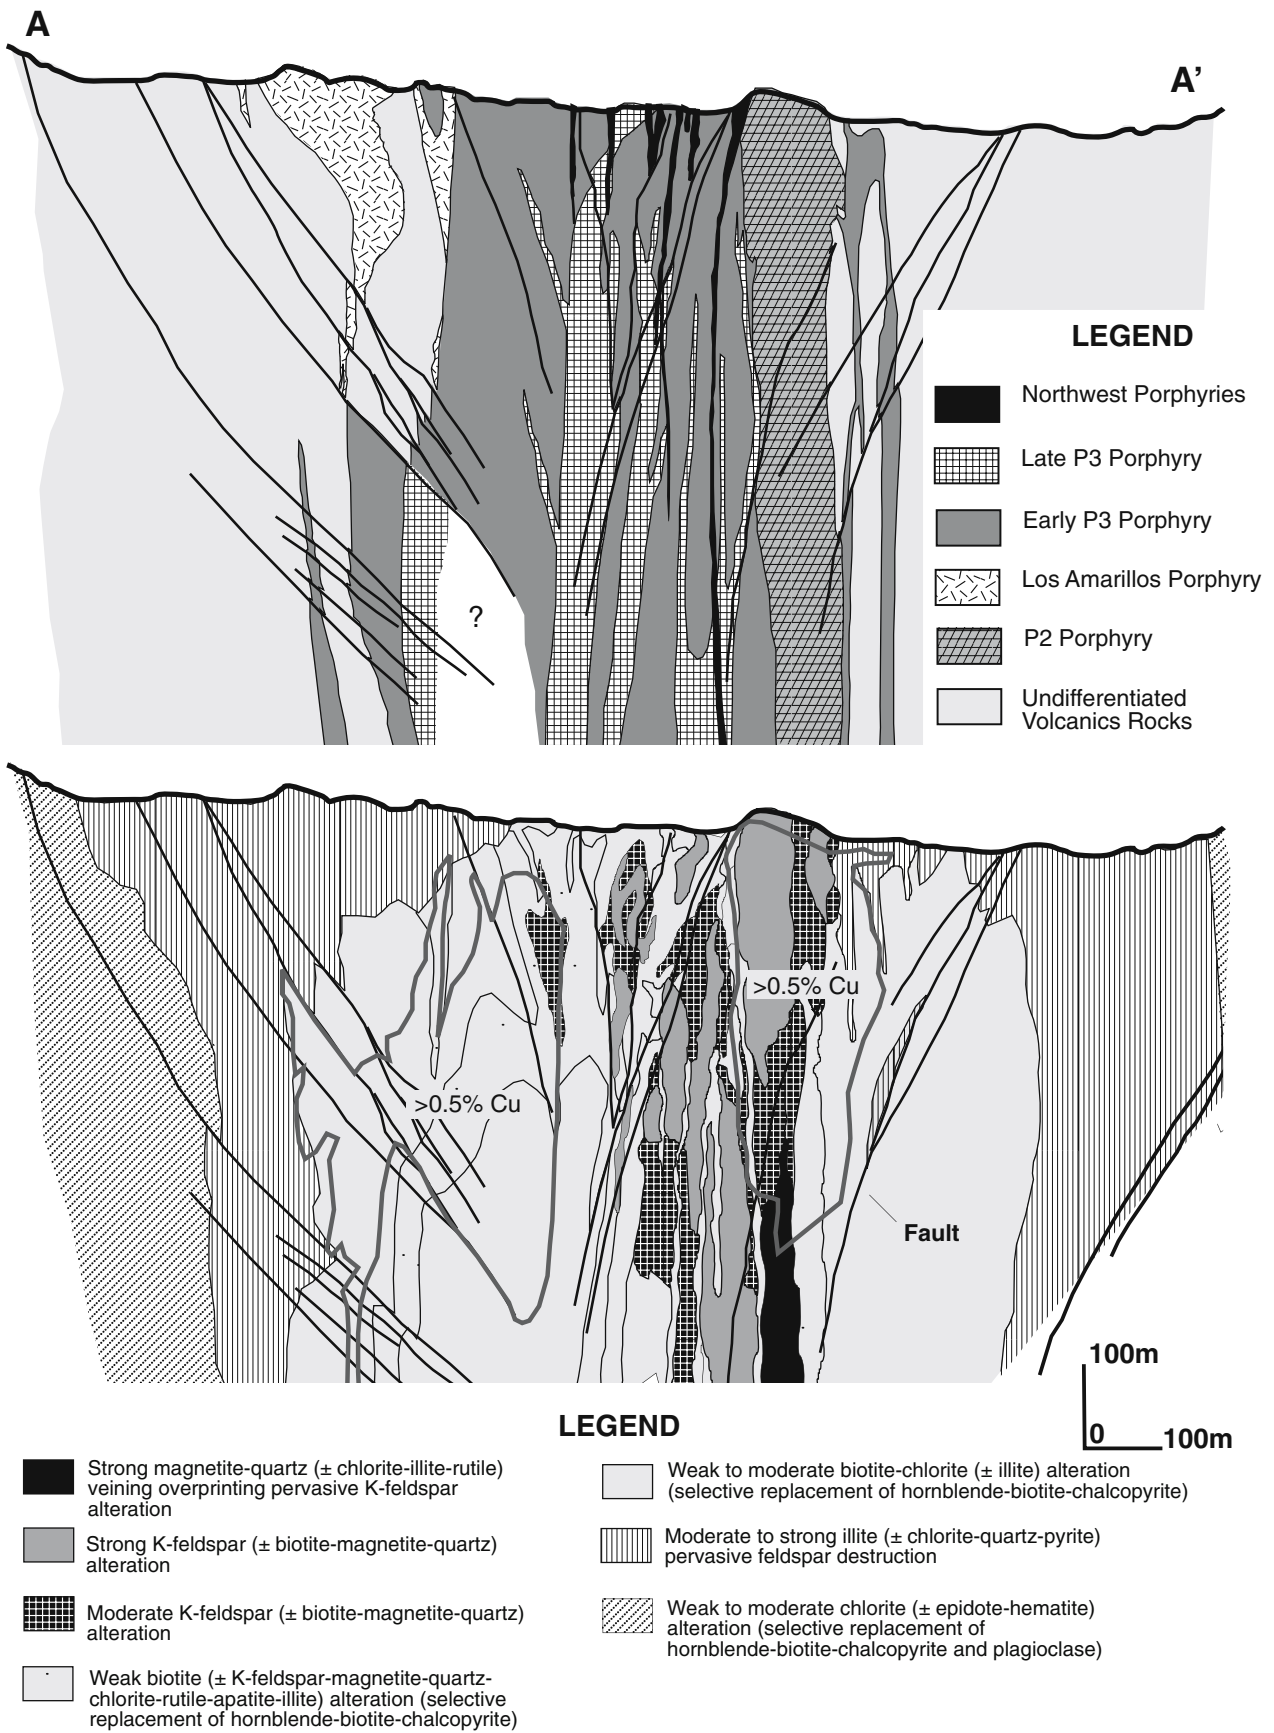 A
A’
LEGEND
Northwest Porphyries
Late P3 Porphyry
Early P3 Porphyry
Los Amarillos Porphyry
P2 Porphyry
Undifferentiated
Volcanics Rocks
?
>0.5% Cu
>0.5% Cu
Fault
100m
0
100m
LEGEND
Strong magnetite-quartz (± chlorite-illite-rutile)
veining overprinting pervasive K-feldspar
alteration
Strong K-feldspar (± biotite-magnetite-quartz)
alteration
Moderate K-feldspar (± biotite-magnetite-quartz)
alteration
Weak biotite (± K-feldspar-magnetite-quartz-
chlorite-rutile-apatite-illite) alteration (selective
replacement of hornblende-biotite-chalcopyrite)
Weak to moderate biotite-chlorite (± illite) alteration
(selective replacement of hornblende-biotite-chalcopyrite)
Moderate to strong illite (± chlorite-quartz-pyrite)
pervasive feldspar destruction
Weak to moderate chlorite (± epidote-hematite)
alteration (selective replacement of
hornblende-biotite-chalcopyrite and plagioclase)